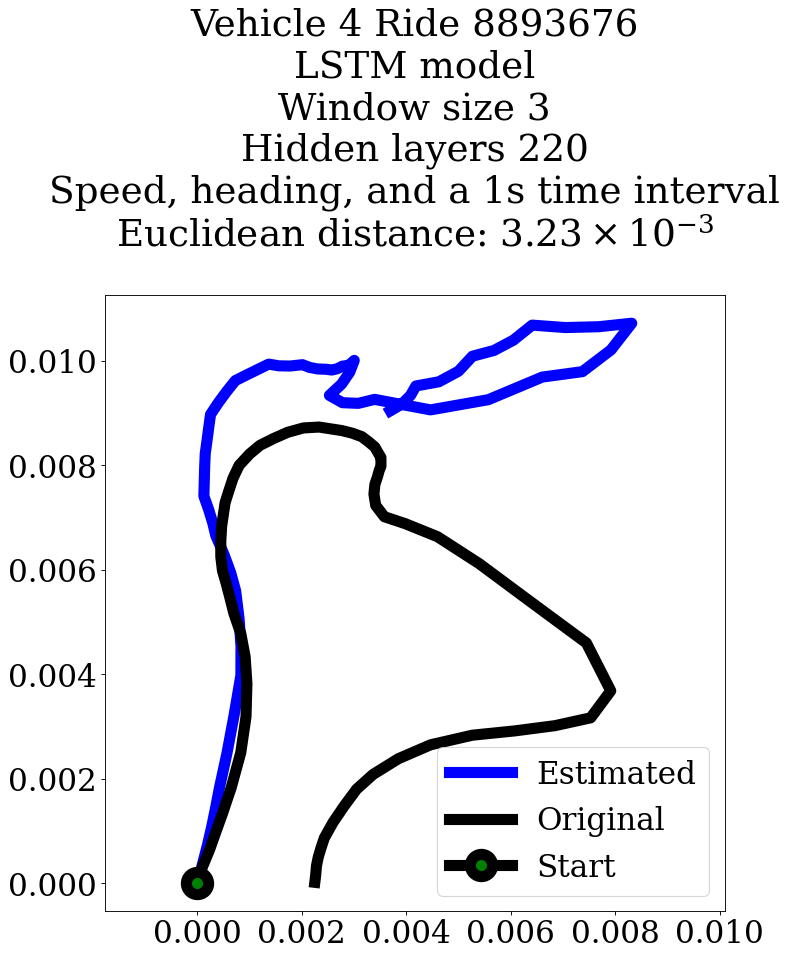 Vehicle 4 Ride 8893676
LSTM model
Window size 3
Hidden layers 220
Speed, heading, and a 1s time interval
Euclidean distance: 3.23 × 10⁻³
0.010
0.008
0.006
0.004
0.002
0.000
Estimated
Original
Start
0.000 0.002 0.004 0.006 0.008 0.010